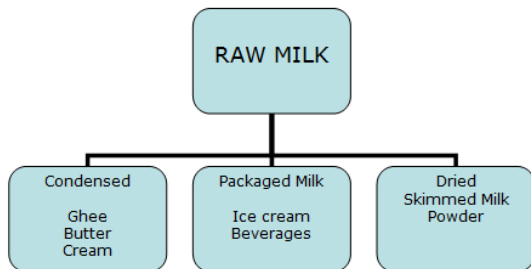 RAW MILK
Condensed
Ghee
Butter
Cream
Packaged Milk
Ice cream
Beverages
Dried
Skimmed Milk
Powder